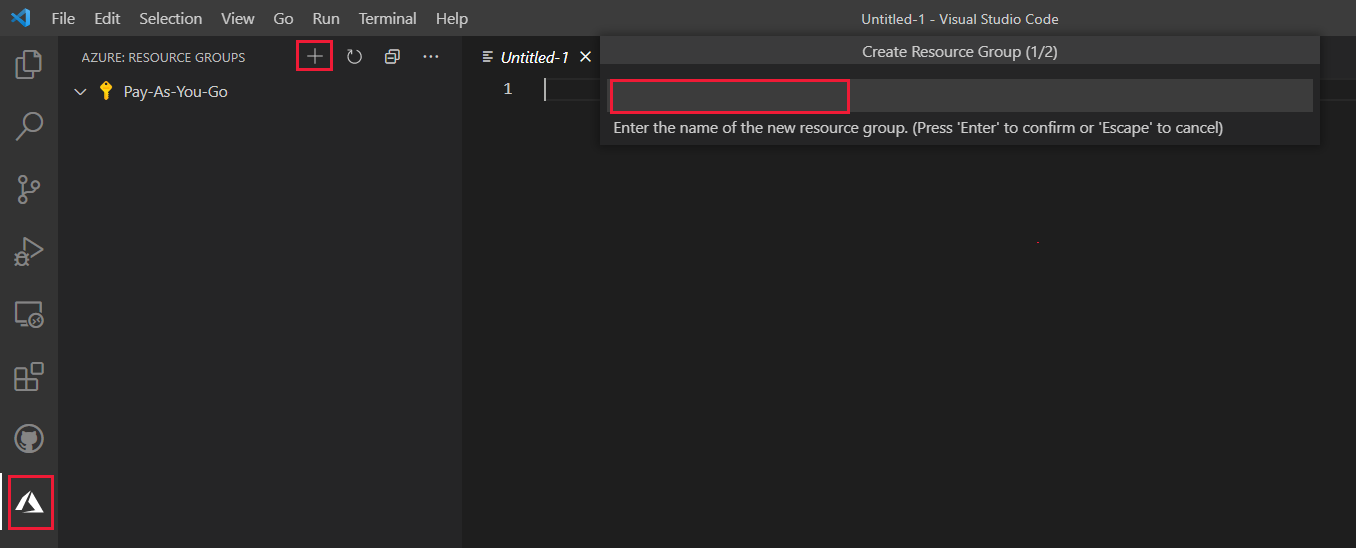 File Edit Selection View Go Run Terminal Help
Untitled-1 - Visual Studio Code
AZURE: RESOURCE GROUPS
Pay-As-You-Go
Untitled-1
1
Create Resource Group (1/2)
Enter the name of the new resource group. (Press 'Enter' to confirm or 'Escape' to cancel)